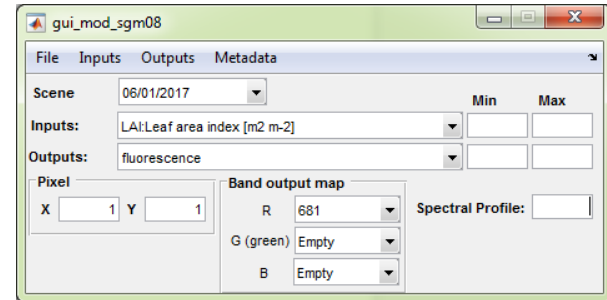 gui_mod_sgm08
File Inputs Outputs Metadata
Scene 06/01/2017 Min Max
Inputs: LAI:Leaf area index [m2 m-2]
Outputs: fluorescence
Pixel Band output map
X 1 Y 1 R 681 Spectral Profile:
G (green) Empty
B Empty